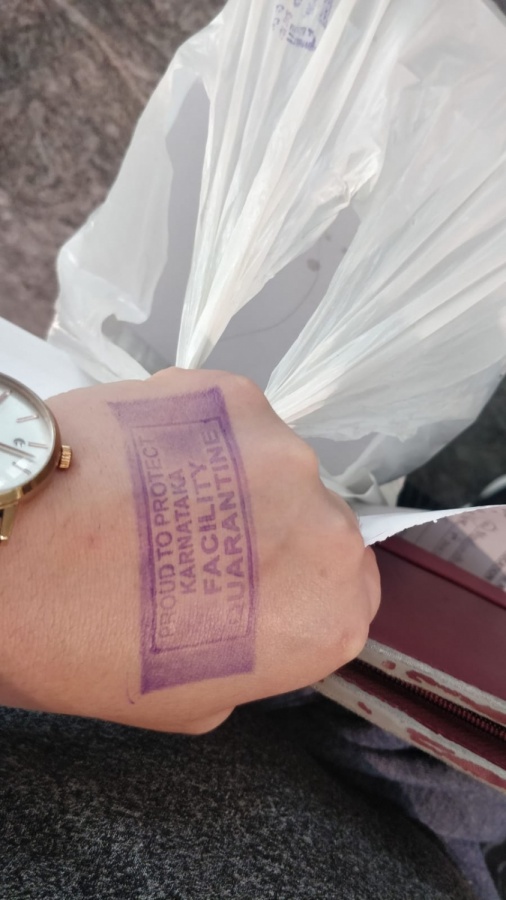 PROUD TO PROTECT
KARNATAKA
FACILITY
QUARANTINE